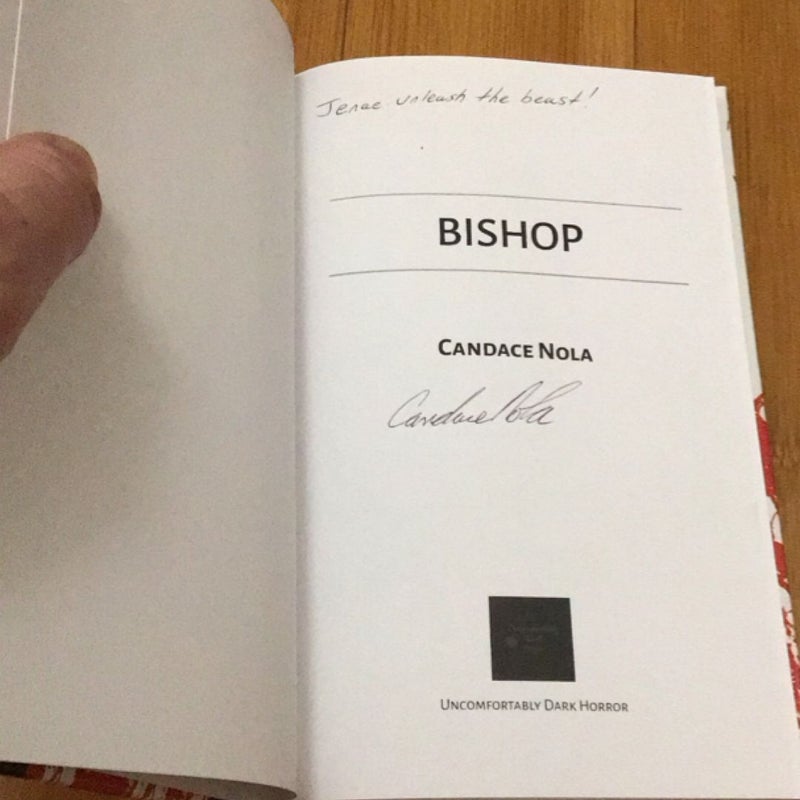 Jenae unleash the beast!
BISHOP
CANDACE NOLA
Candace Nola
UNCOMFORTABLY DARK HORROR